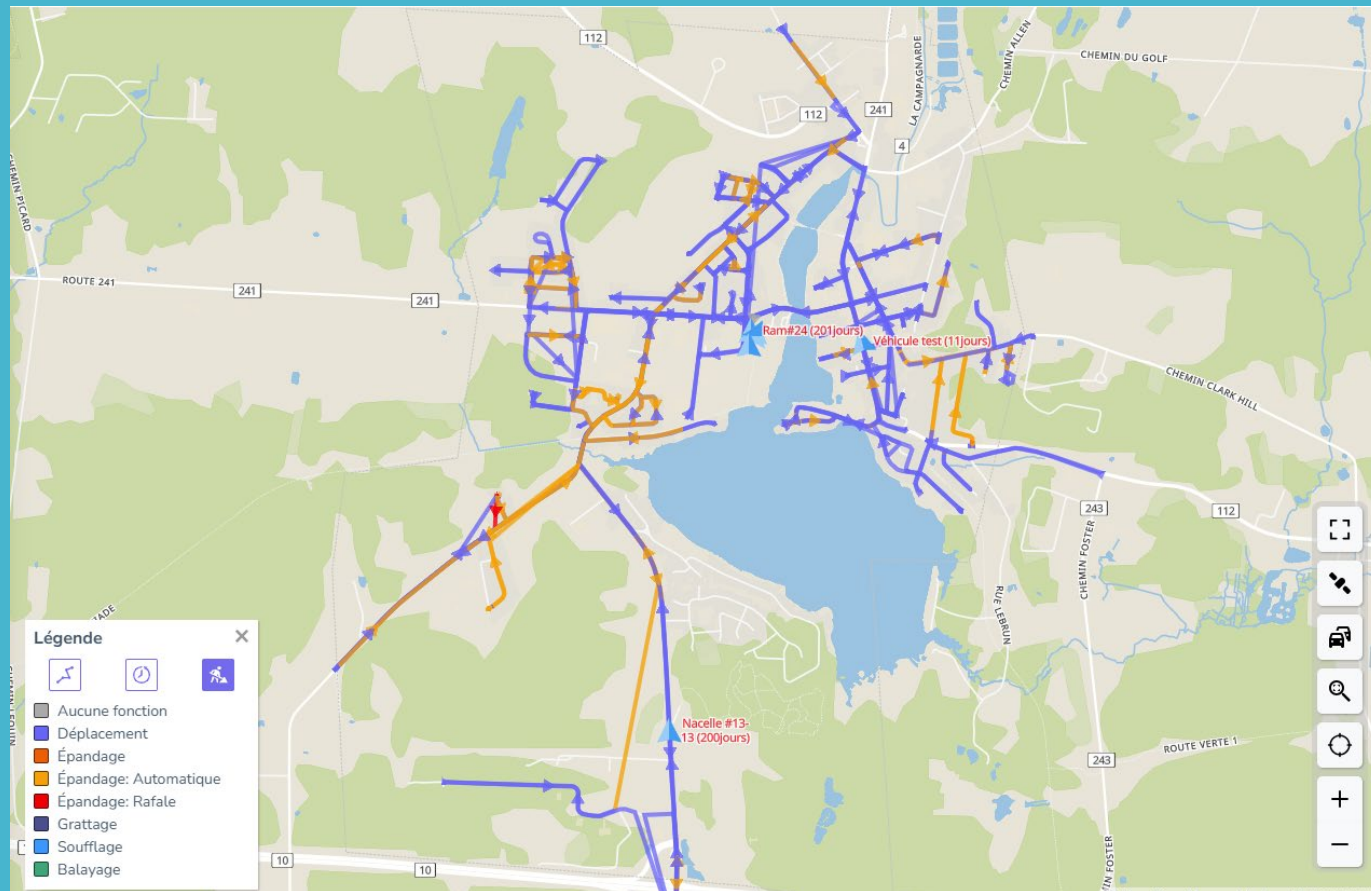 112
CHEMIN DU GOLF
CHEMIN ALLEN
LA CAMPAGNARDE
112
241
4
CHEMIN PICARD
ROUTE 241
241
241
Ram#24 (201jours)
Véhicule test (11jours)
CHEMIN CLARK HILL
243
112
CHEMIN FOSTER
RUE LEBRUN
Nacelle #13-
13 (200jours)
ROUTE VERTE 1
243
10
10
Légende
Aucune fonction
Déplacement
Épandage
Épandage: Automatique
Épandage: Rafale
Grattage
Soufflage
Balayage